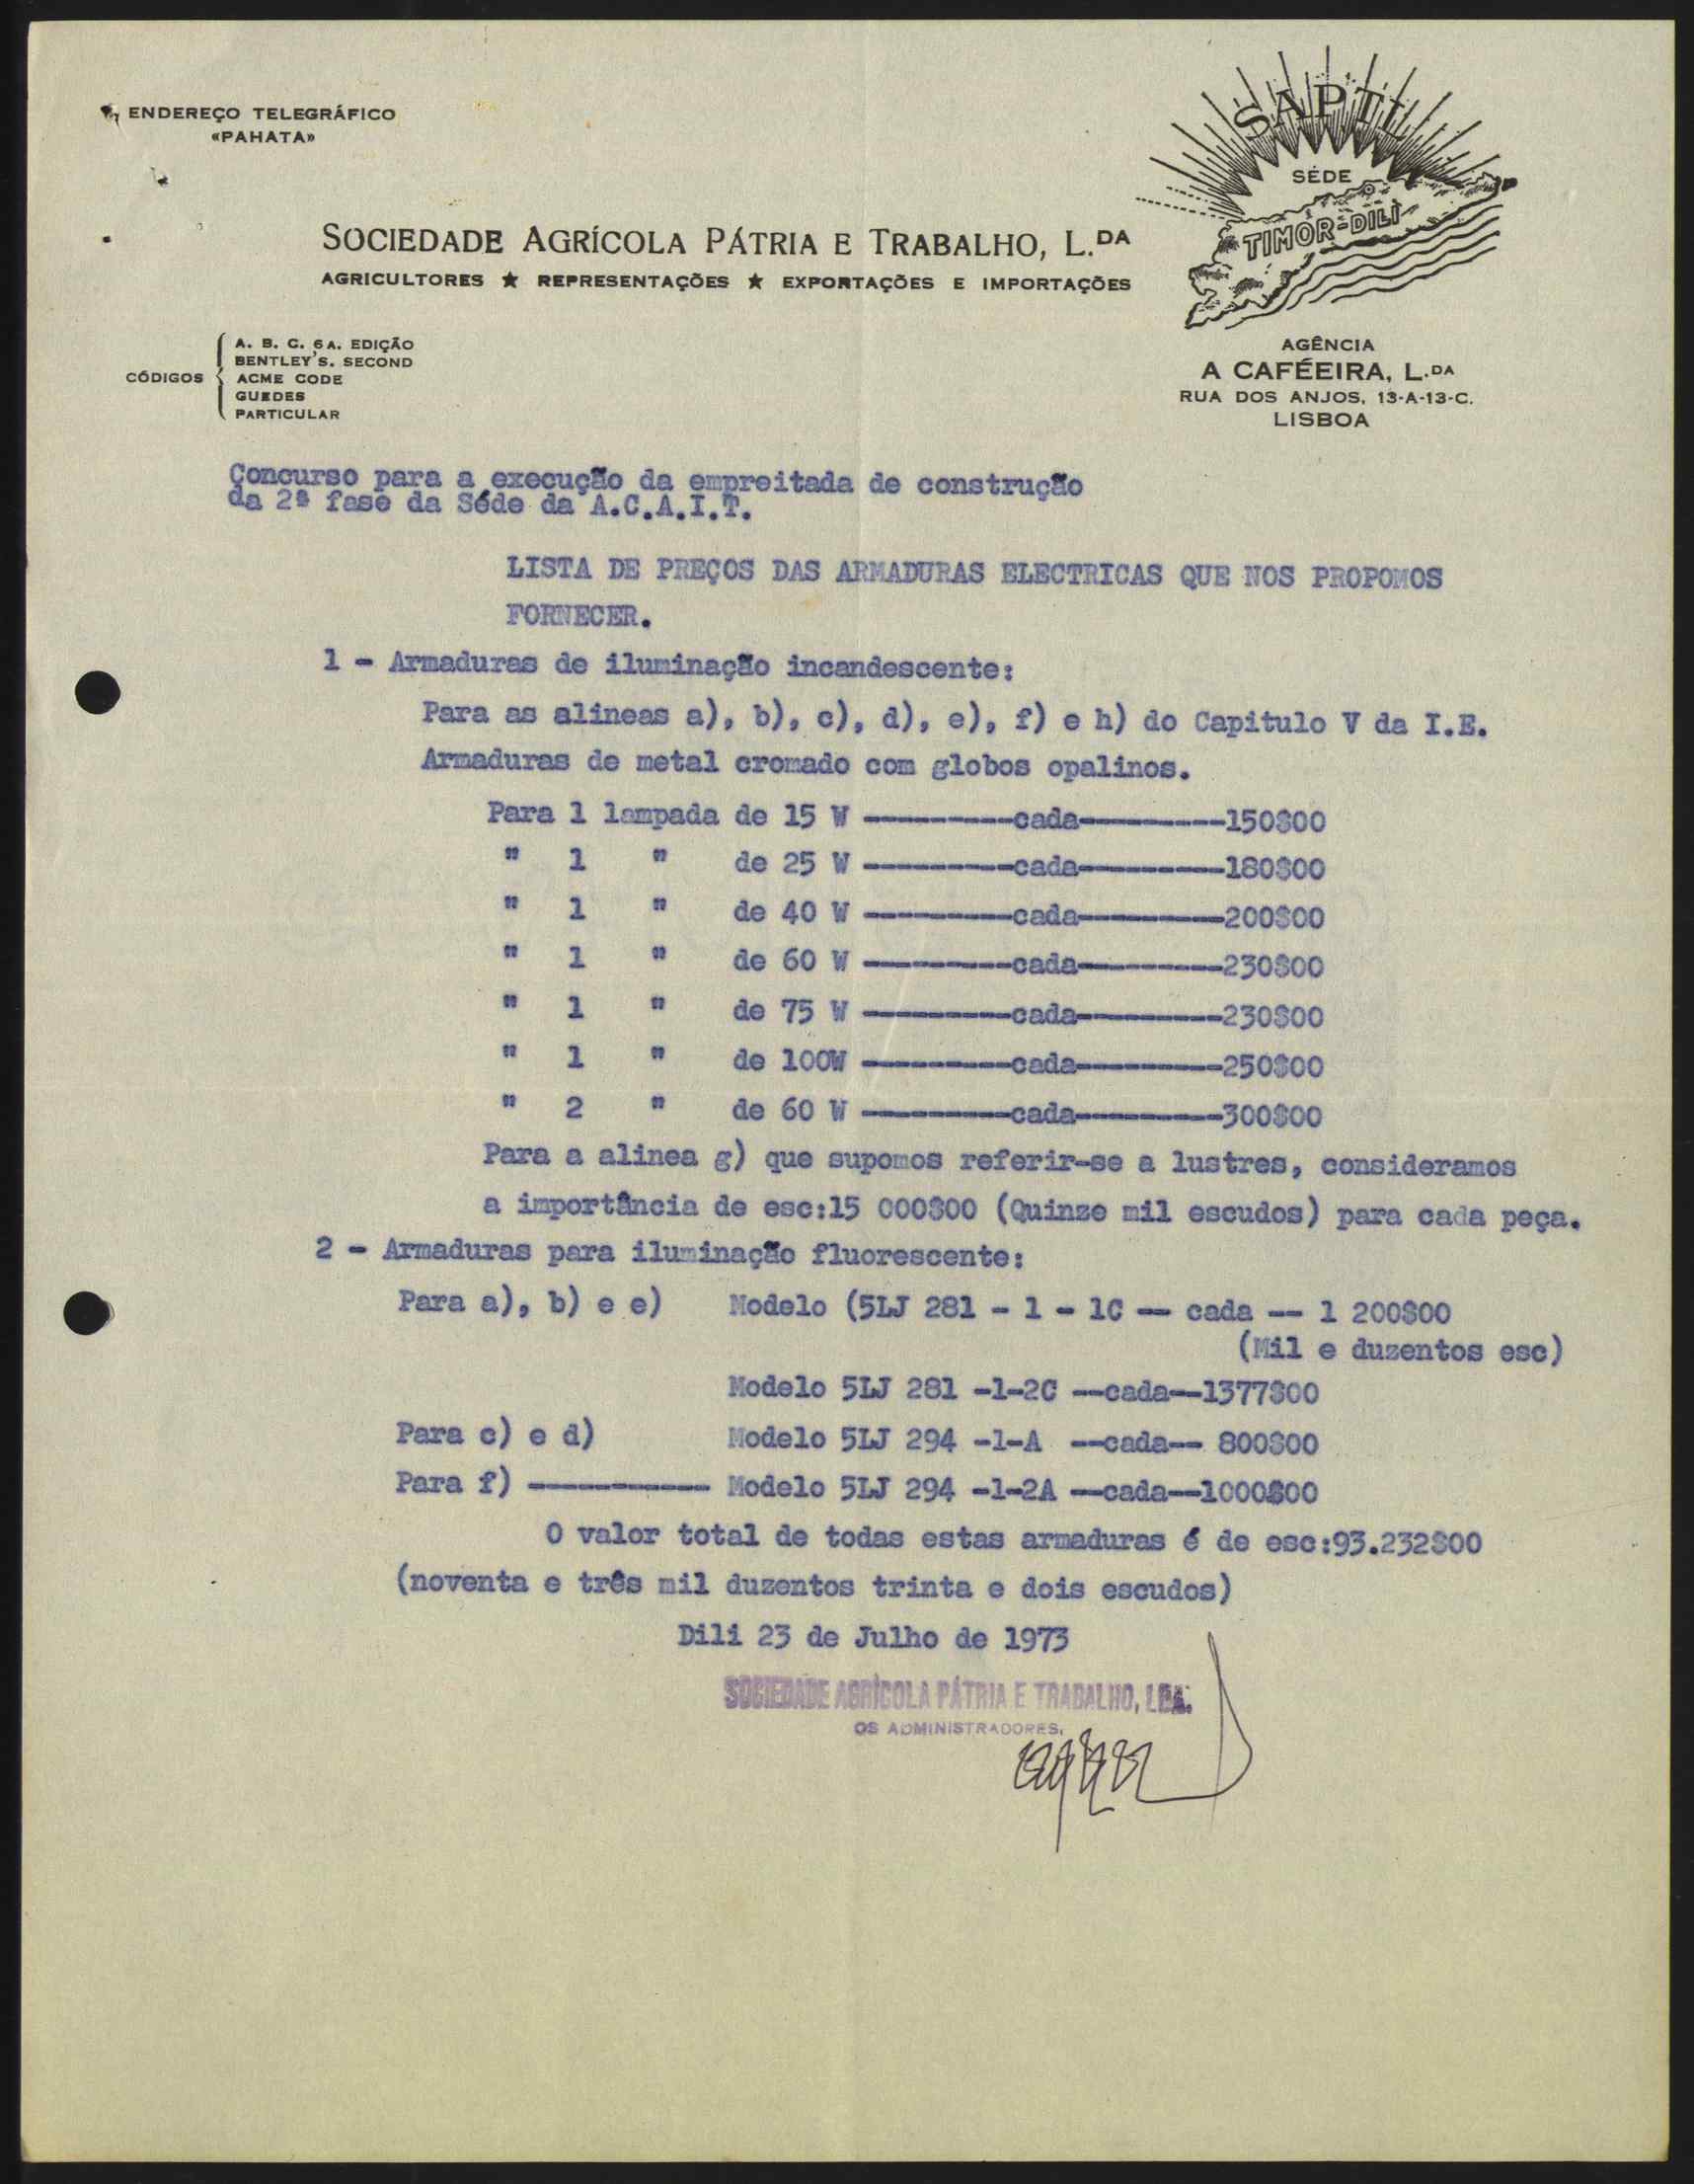 ENDEREÇO TELEGRÁFICO
«PAHATA»
SAPTL
SÉDE
TIMOR-DILI
SOCIEDADE AGRÍCOLA PÁTRIA E TRABALHO, L.DA
AGRICULTORES ★ REPRESENTAÇÕES ★ EXPORTAÇÕES E IMPORTAÇÕES
CÓDIGOS
A. B. C. 6A. EDIÇÃO
BENTLEY'S. SECOND
ACME CODE
GUEDES
PARTICULAR
AGÊNCIA
A CAFÉEIRA, L.DA
RUA DOS ANJOS, 13-A-13-C.
LISBOA
Concurso para a execução da empreitada de construção
da 2ª fase da Séde da A.C.A.I.T.
LISTA DE PREÇOS DAS ARMADURAS ELECTRICAS QUE NOS PROPOMOS
FORNECER.
1 - Armaduras de iluminação incandescente:
Para as alineas a), b), c), d), e), f) e h) do Capitulo V da I.E.
Armaduras de metal cromado com globos opalinos.
Para 1 lampada de 15 W ---------cada---------150$00
" 1 " de 25 W ---------cada---------180$00
" 1 " de 40 W ---------cada---------200$00
" 1 " de 60 W ---------cada---------230$00
" 1 " de 75 W ---------cada---------230$00
" 1 " de 100W ---------cada---------250$00
" 2 " de 60 W ---------cada---------300$00
Para a alinea g) que supomos referir-se a lustres, consideramos
a importância de esc:15 000$00 (Quinze mil escudos) para cada peça.
2 - Armaduras para iluminação fluorescente:
Para a), b) e e) Modelo (5LJ 281 - 1 - 1C -- cada -- 1 200$00
(Mil e duzentos esc)
Modelo 5LJ 281 -1-2C --cada--1377$00
Para c) e d) Modelo 5LJ 294 -1-A --cada-- 800$00
Para f) ----------- Modelo 5LJ 294 -1-2A --cada--1000$00
O valor total de todas estas armaduras é de esc:93.232$00
(noventa e três mil duzentos trinta e dois escudos)
Dili 23 de Julho de 1973
SOCIEDADE AGRÍCOLA PÁTRIA E TRABALHO, LDA.
OS ADMINISTRADORES,